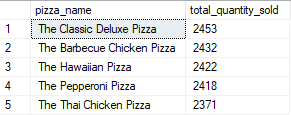 pizza_name total_quantity_sold
1 The Classic Deluxe Pizza 2453
2 The Barbecue Chicken Pizza 2432
3 The Hawaiian Pizza 2422
4 The Pepperoni Pizza 2418
5 The Thai Chicken Pizza 2371